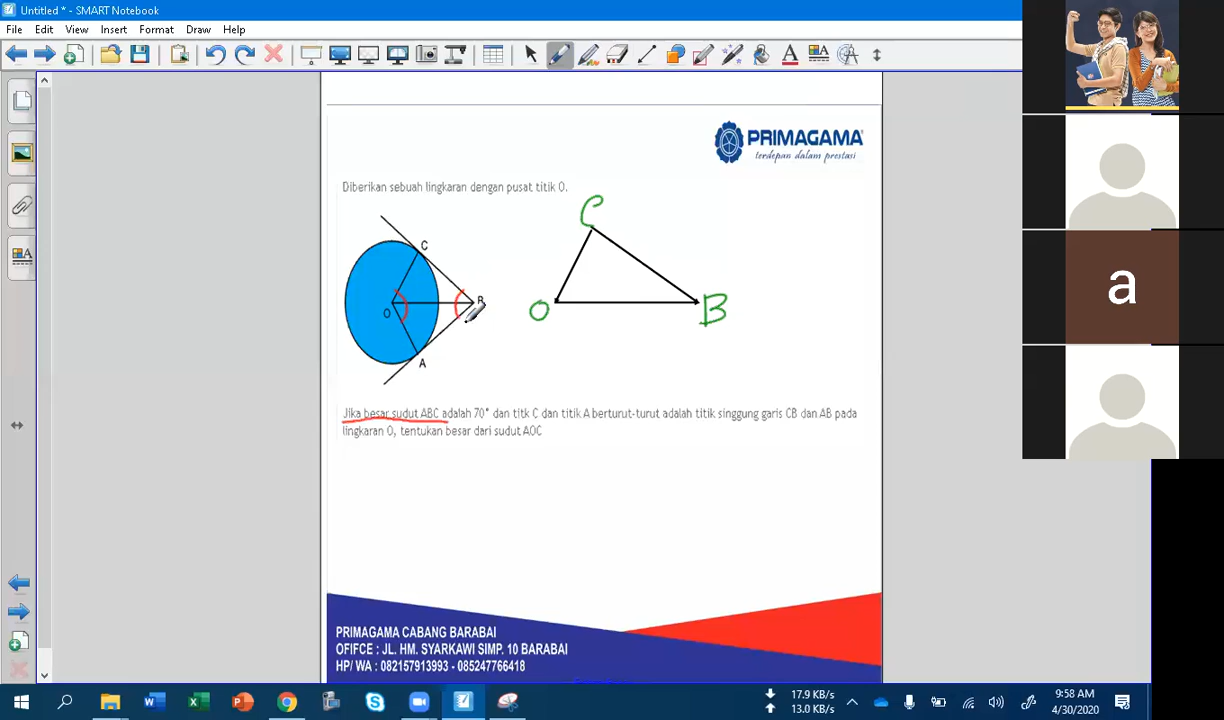 Untitled * - SMART Notebook
File Edit View Insert Format Draw Help
PRIMAGAMA
terdepan dalam prestasi
Diberikan sebuah lingkaran dengan pusat titik O.
C
C
O
B
O
B
A
a
Jika besar sudut ABC adalah 70° dan titk C dan titik A berturut-turut adalah titik singgung garis CB dan AB pada
lingkaran O, tentukan besar dari sudut AOC
PRIMAGAMA CABANG BARABAI
OFIFCE : JL. HM. SYARKAWI SIMP. 10 BARABAI
HP/ WA : 082157913993 - 085247766418
17.9 KB/s
13.0 KB/s
9:58 AM
4/30/2020